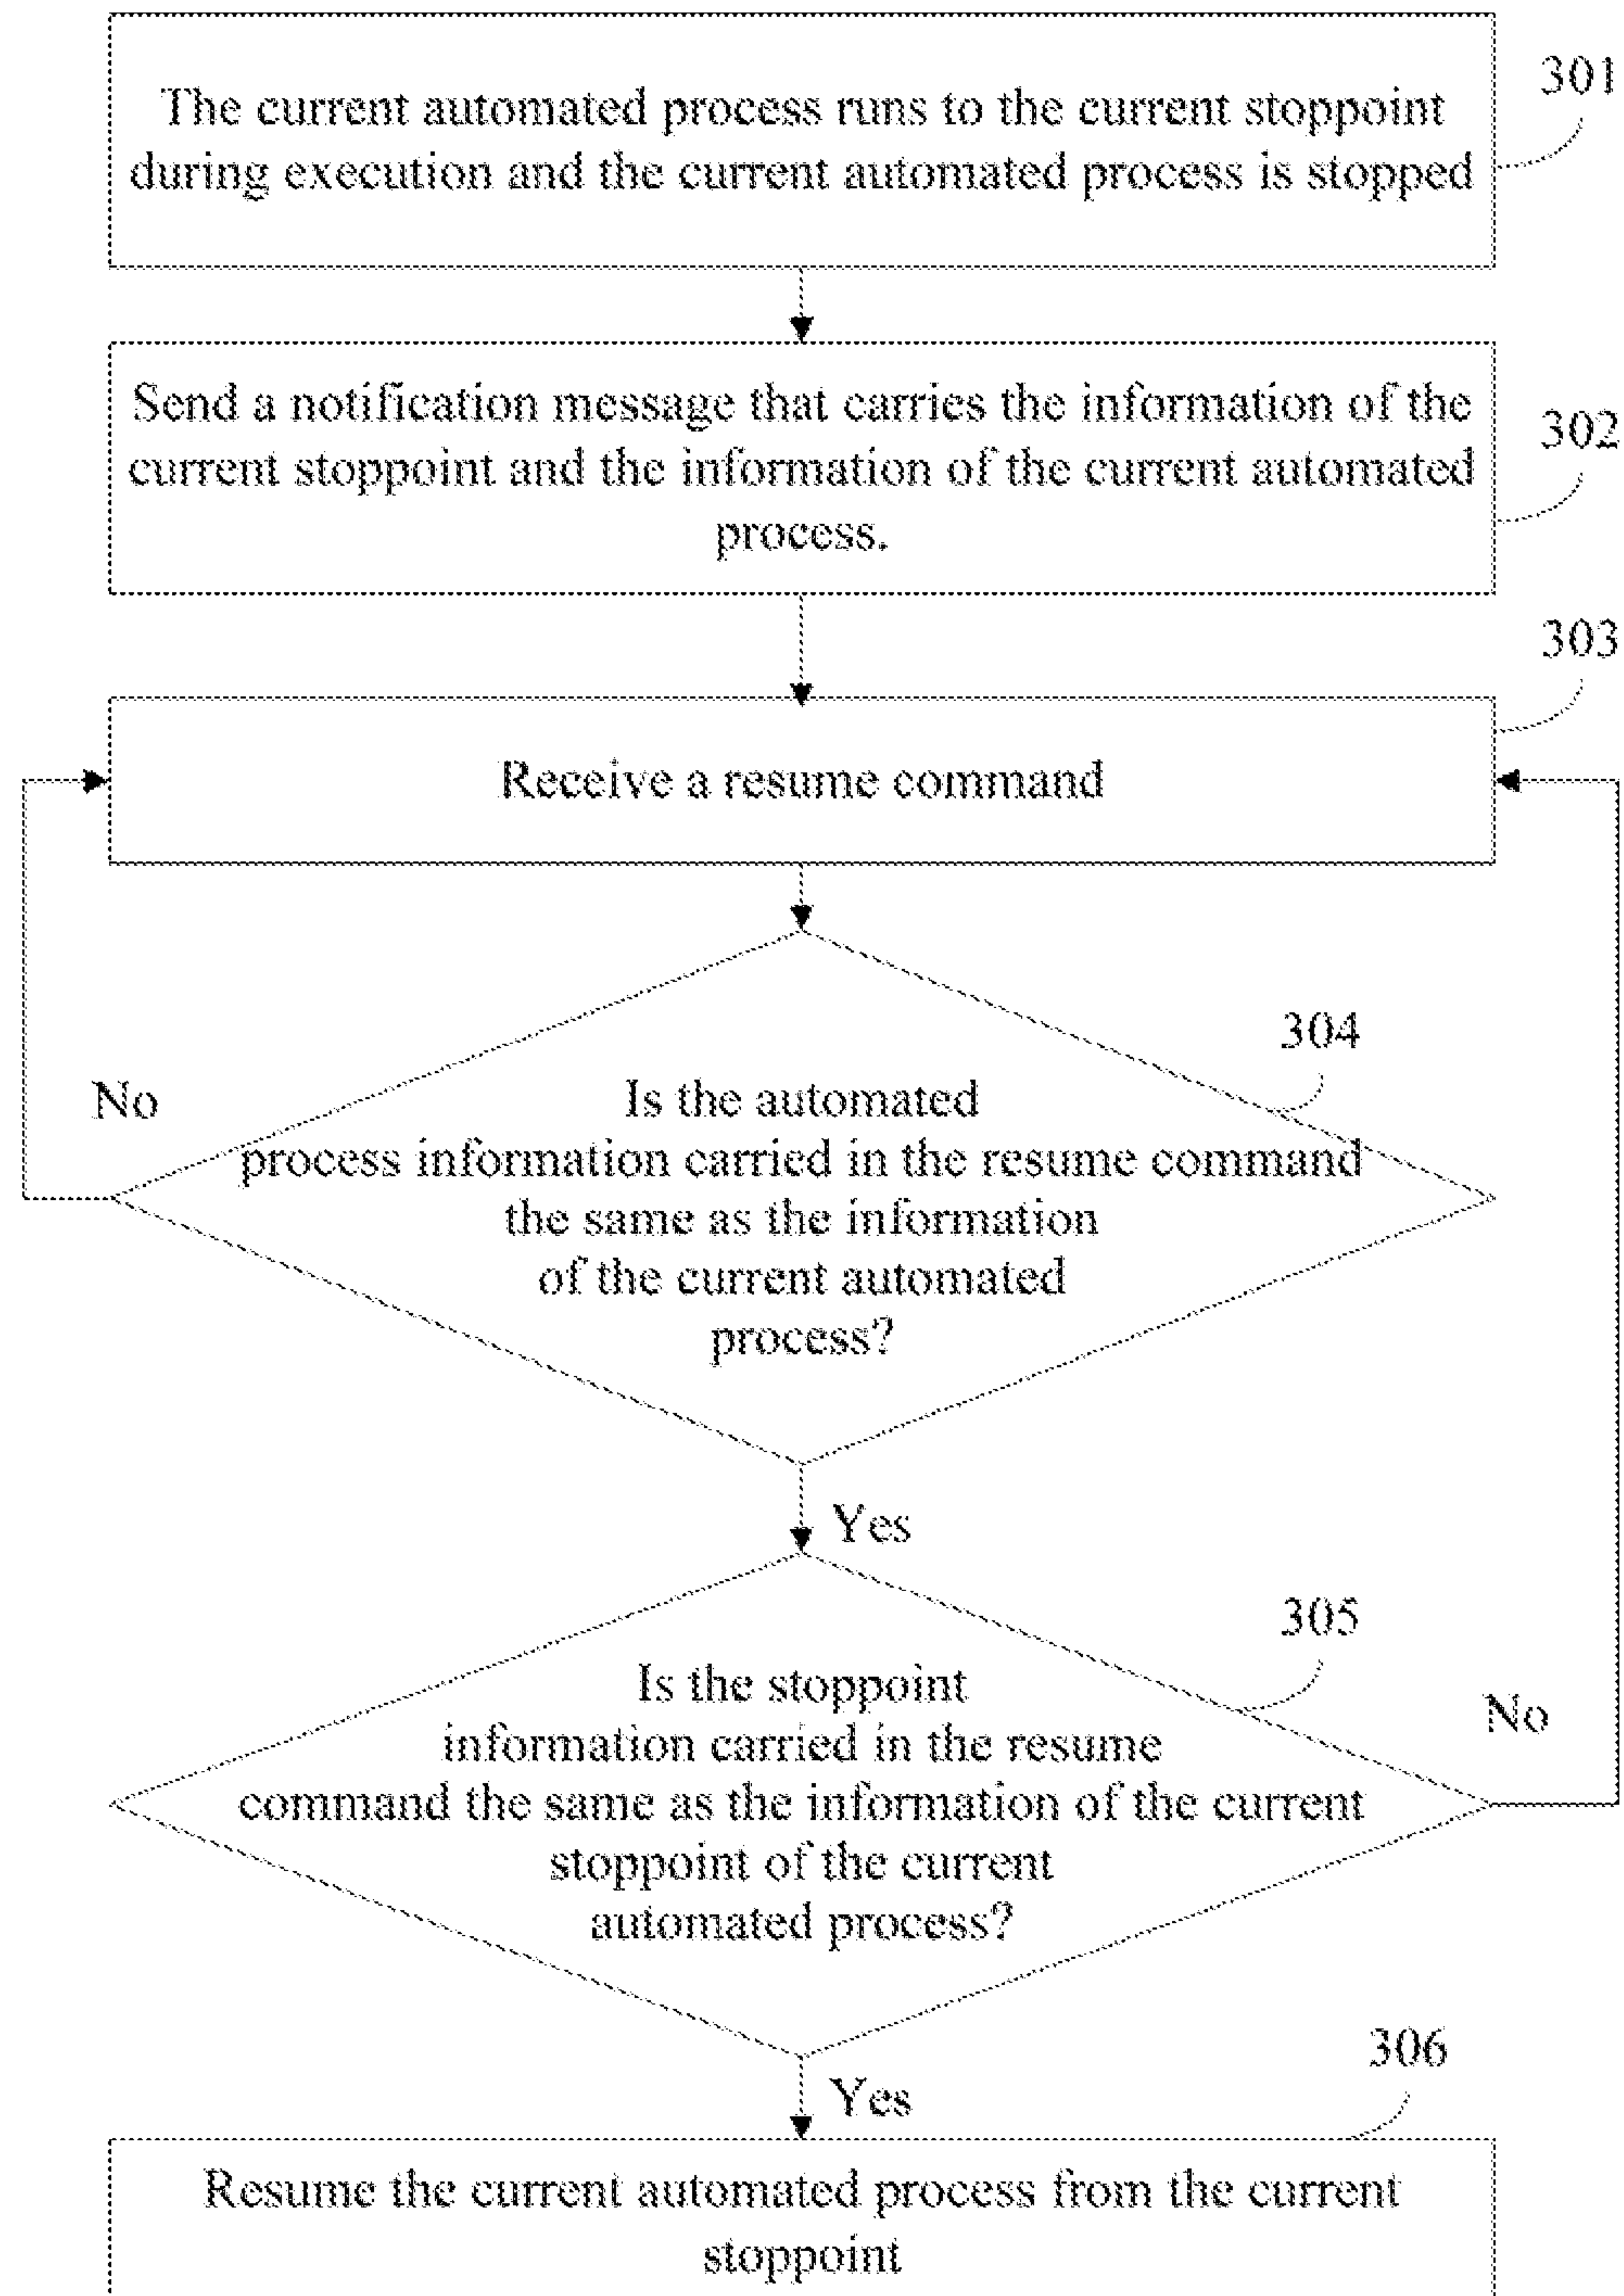 The current automated process runs to the current stoppoint
during execution and the current automated process is stopped
301
Send a notification message that carries the information of the
current stoppoint and the information of the current automated
process.
302
303
Receive a resume command
304
No
Is the automated
process information carried in the resume command
the same as the information
of the current automated
process?
Yes
305
Is the stoppoint
information carried in the resume
command the same as the information of the current
stoppoint of the current
automated process?
No
306
Yes
Resume the current automated process from the current
stoppoint